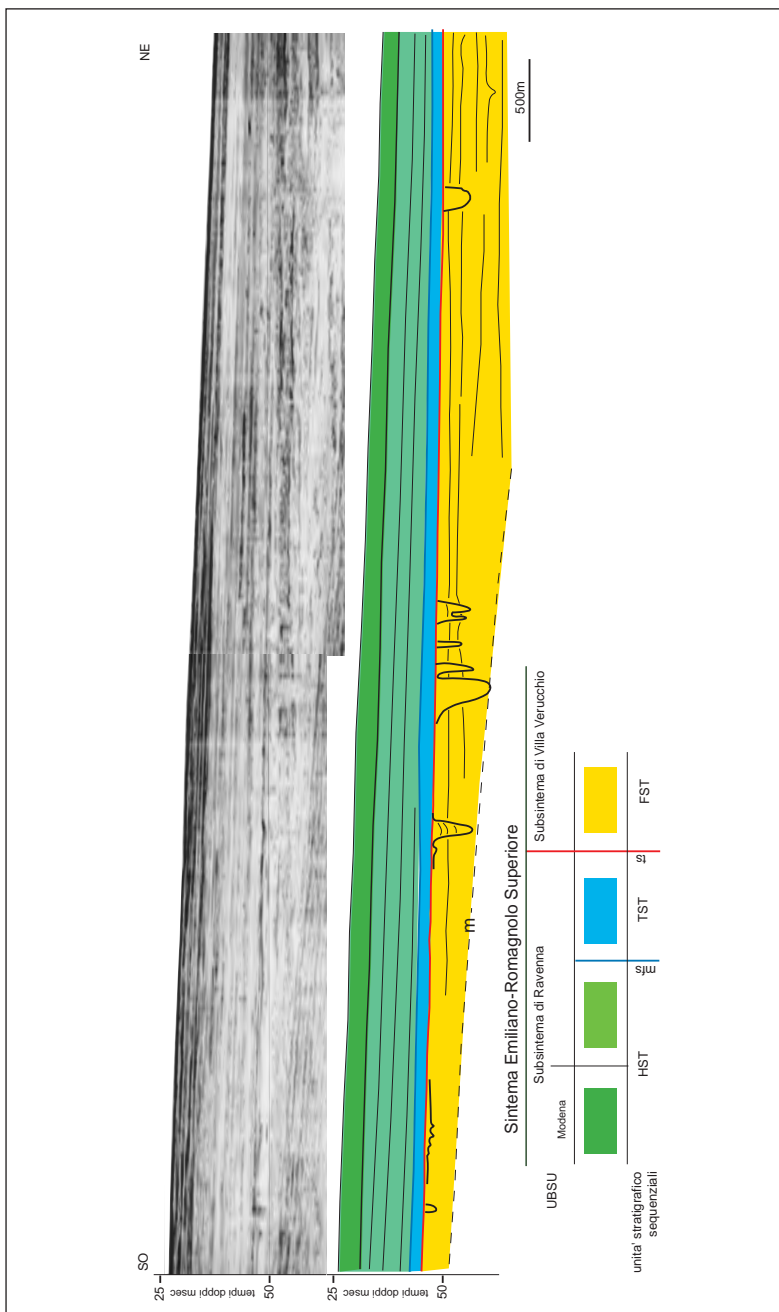 SO
NE
25
50
tempi doppi msec
25
50
tempi doppi msec
500m
m
Sintema Emiliano-Romagnolo Superiore
UBSU
Subsintema di Ravenna
Subsintema di Villa Verucchio
Modena
mfs
ts
unita' stratigrafico
sequenziali
HST
TST
FST